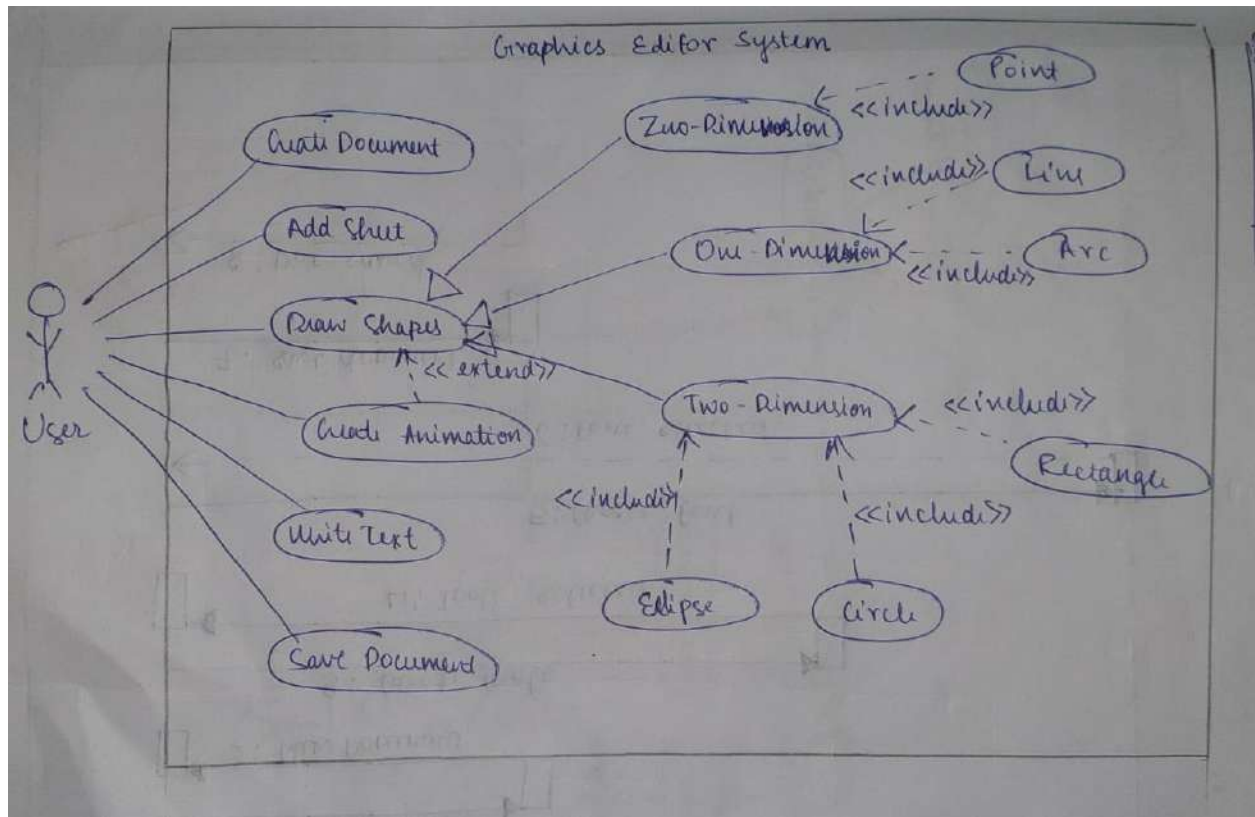 Graphics Editor System
Point
<<include>>
Zuo-Dimension
Create Document
<<include>>
Line
Add Sheet
One-Dimension
<<include>>
Arc
Draw Shapes
<<extend>>
Two-Dimension
<<include>>
User
Create Animation
Rectangle
<<include>>
<<include>>
Write Text
Ellipse
Circle
Save Document